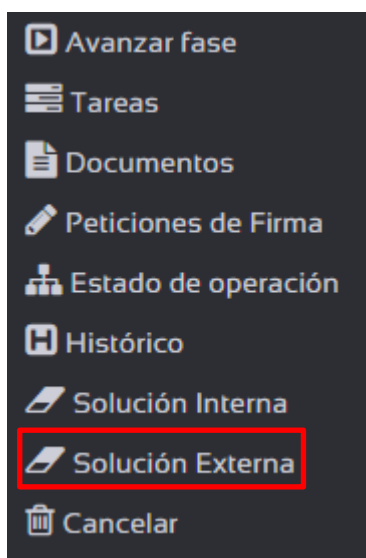 Avanzar fase
Tareas
Documentos
Peticiones de Firma
Estado de operación
Histórico
Solución Interna
Solución Externa
Cancelar